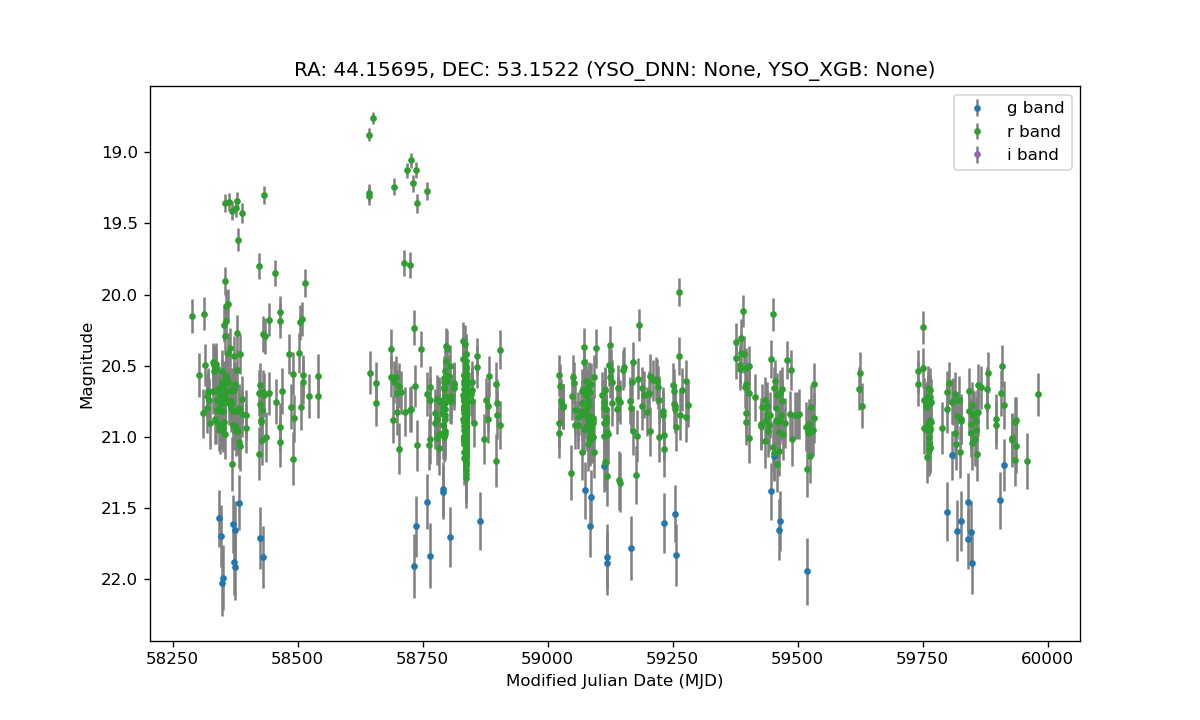 RA: 44.15695, DEC: 53.1522 (YSO_DNN: None, YSO_XGB: None)
g band
r band
i band
19.0
19.5
20.0
20.5
21.0
21.5
22.0
Magnitude
58250
58500
58750
59000
59250
59500
59750
60000
Modified Julian Date (MJD)